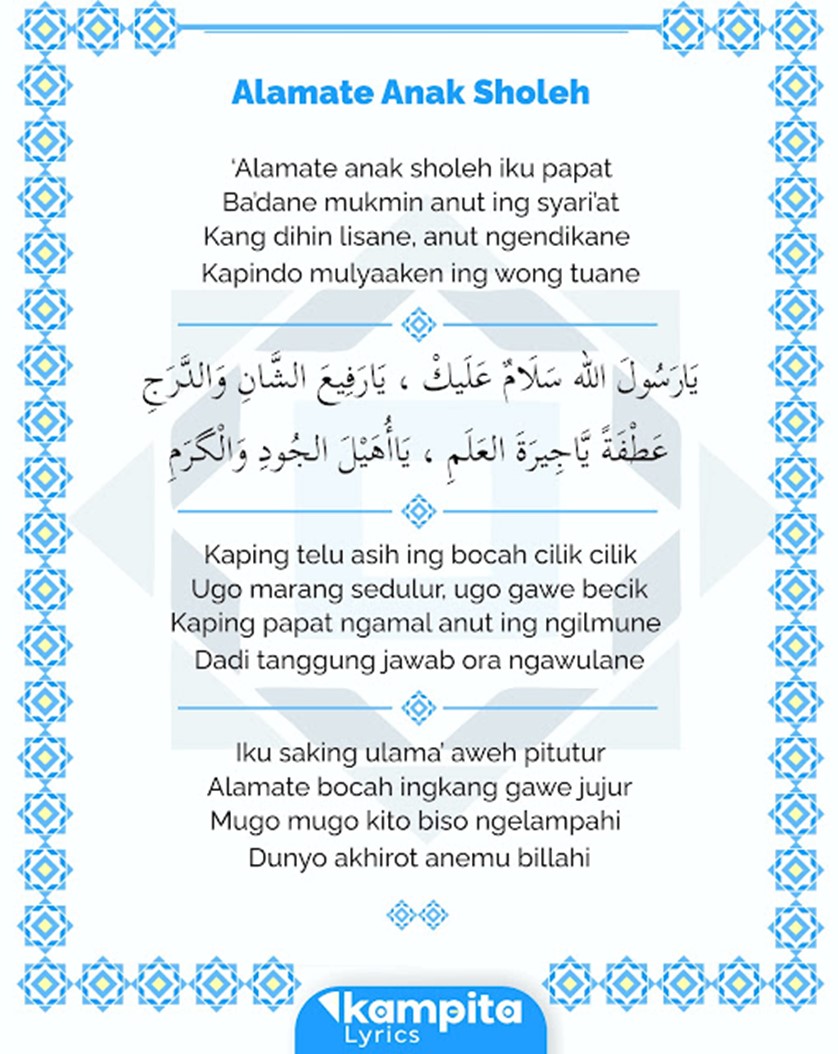 Alamate Anak Sholeh
‘Alamate anak sholeh iku papat
Ba’dane mukmin anut ing syari’at
Kang dihin lisane, anut ngendikane
Kapindo mulyaaken ing wong tuane
يَارَسُولَ الله سَلَامٌ عَلَيكْ ، يَارَفِيعَ الشَّانِ وَالدَّرَجِ
عَطْفَةً يَّاجِيرَةَ العَلَمِ ، يَاأُهَيْلَ الجُودِ وَالْكَرَمِ
Kaping telu asih ing bocah cilik cilik
Ugo marang sedulur, ugo gawe becik
Kaping papat ngamal anut ing ngilmune
Dadi tanggung jawab ora ngawulane
Iku saking ulama’ aweh pitutur
Alamate bocah ingkang gawe jujur
Mugo mugo kito biso ngelampahi
Dunyo akhirot anemu billahi
kampita
Lyrics